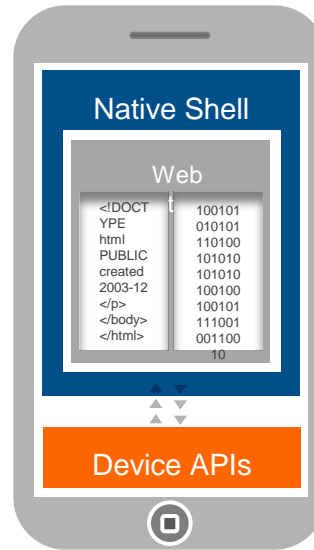 Native Shell
Web
<!DOCT
YPE
html
PUBLIC
created
2003-12
</p>
</body>
</html>
100101
010101
110100
101010
101010
100100
100101
111001
001100
10
Device APIs